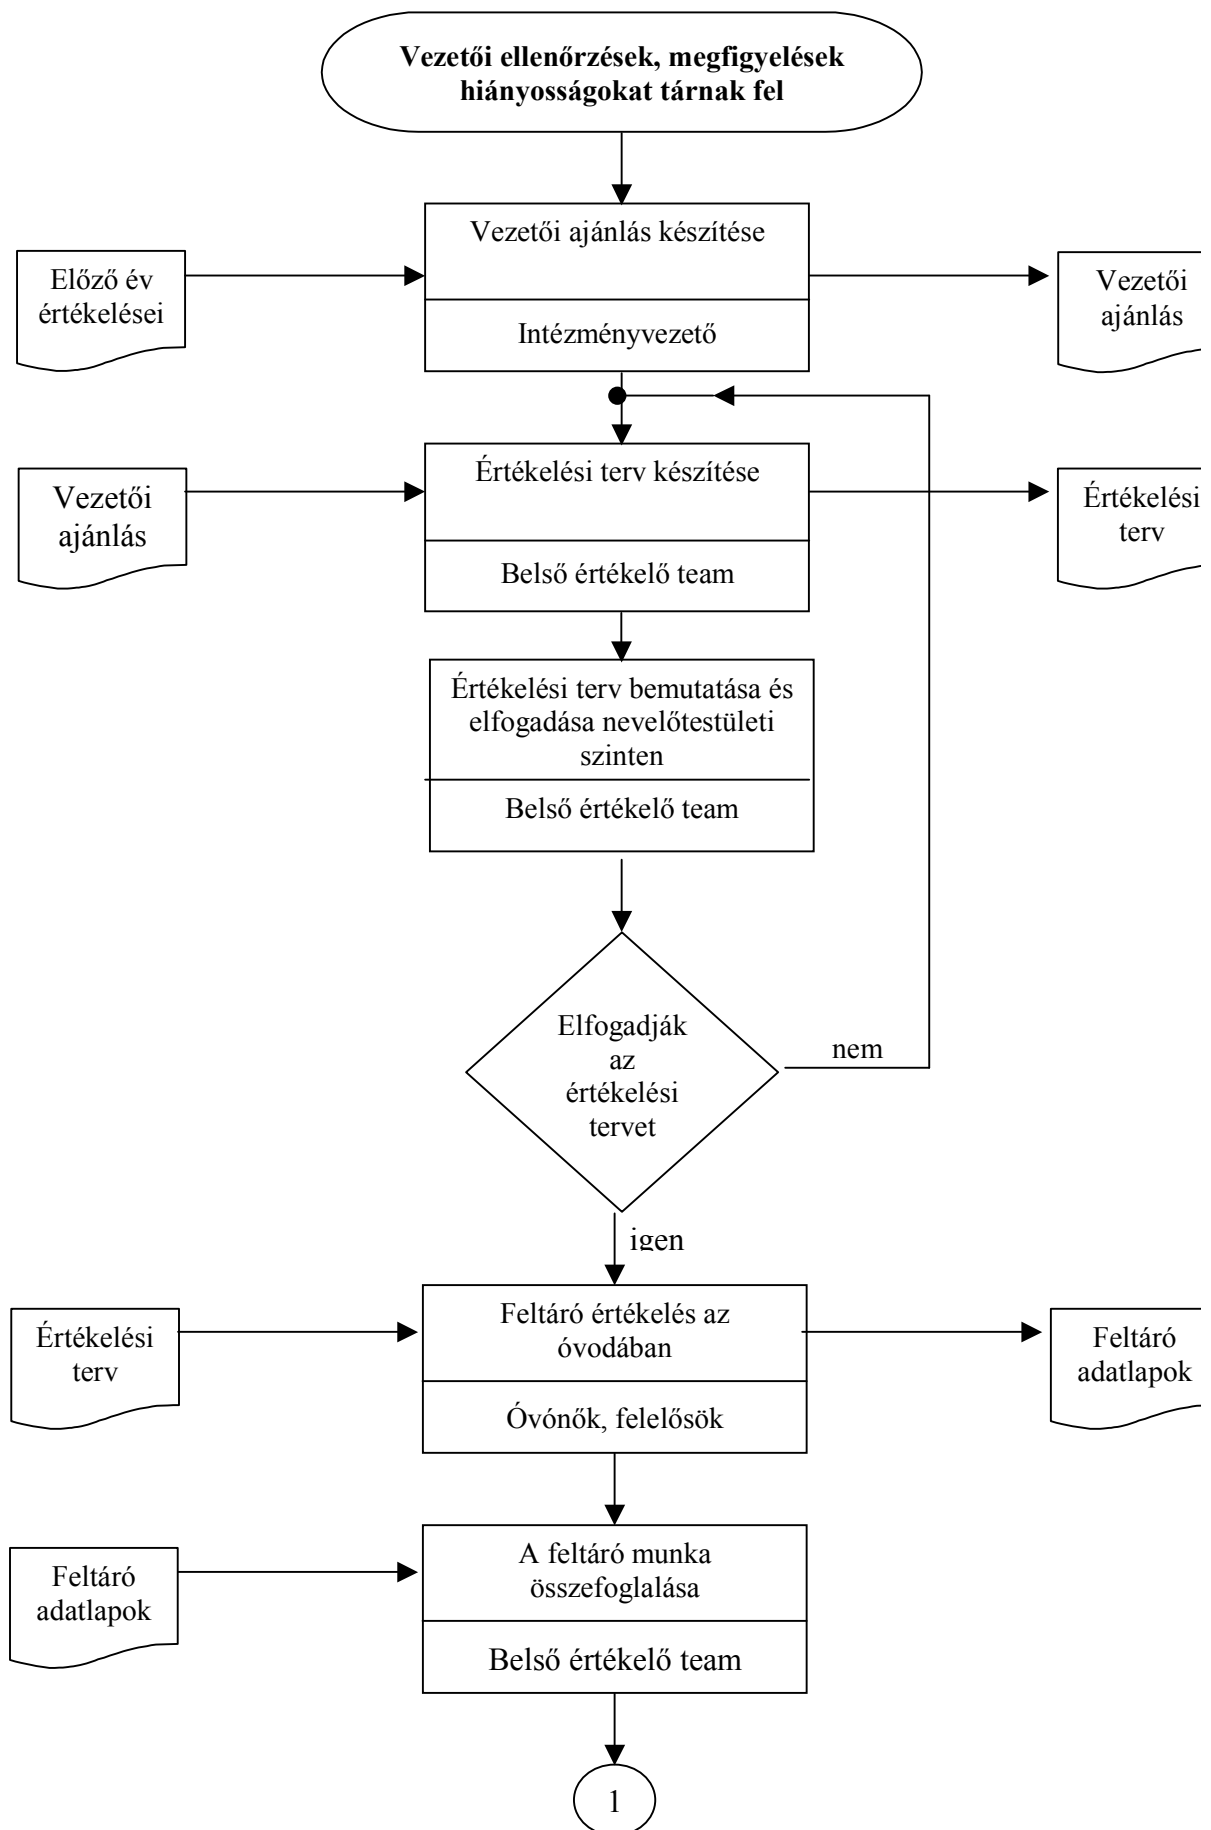 Vezetői ellenőrzések, megfigyelések
hiányosságokat tárnak fel
Vezetői ajánlás készítése
Előző év
értékelései
Vezetői
ajánlás
Intézményvezető
Értékelési terv készítése
Vezetői
ajánlás
Értékelési
terv
Belső értékelő team
Értékelési terv bemutatása és
elfogadása nevelőtestületi
szinten
Belső értékelő team
Elfogadják
az
értékelési
tervet
nem
igen
Feltáró értékelés az
óvodában
Értékelési
terv
Feltáró
adatlapok
Óvónők, felelősök
A feltáró munka
összefoglalása
Feltáró
adatlapok
Belső értékelő team
1